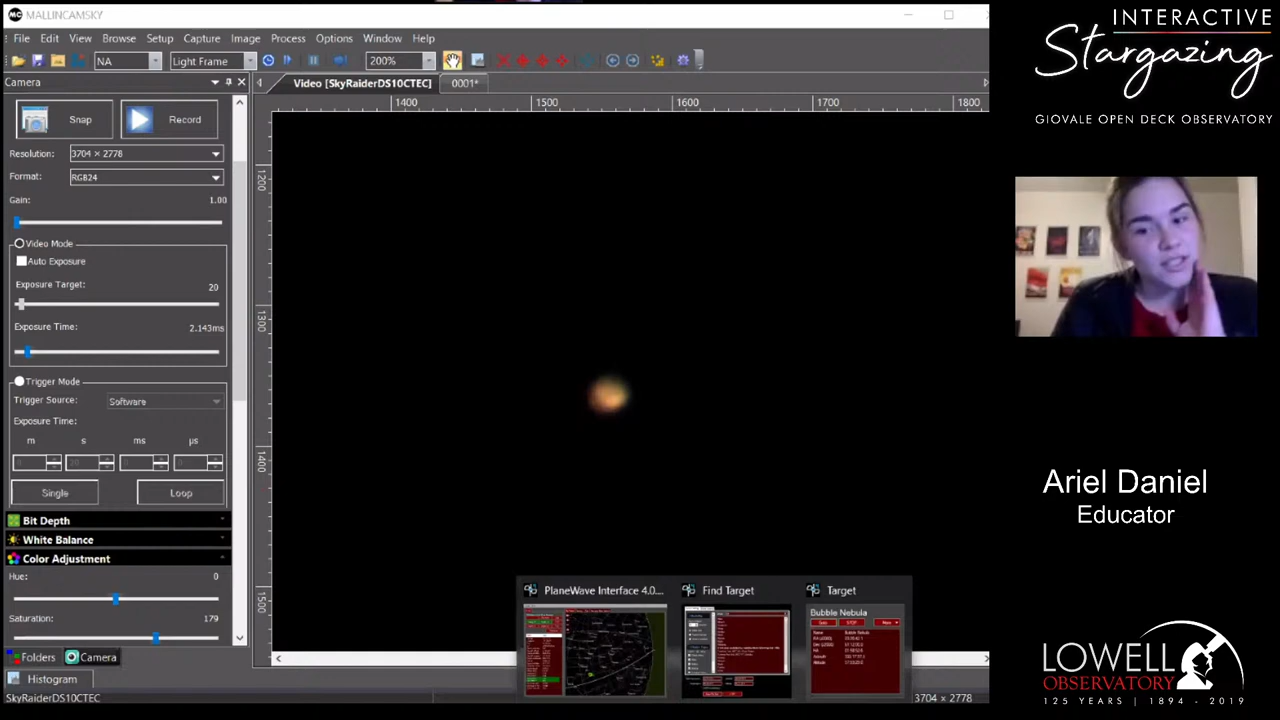 MALLINCAMSKY
File Edit View Browse Setup Capture Image Process Options Window Help
NA Light Frame 200%
Camera
Video [SkyRaiderDS10CTEC] 0001*
1400 1500 1600 1700 1800
1200
1300
1400
1500
Snap Record
Resolution: 3704 × 2778
Format: RGB24
Gain: 1.00
Video Mode
Auto Exposure
Exposure Target: 20
Exposure Time: 2.143ms
Trigger Mode
Trigger Source: Software
Exposure Time:
m s ms µs
Single Loop
Bit Depth
White Balance
Color Adjustment
Hue: 0
Saturation: 179
Folders Camera
Histogram
SkyRaiderDS10CTEC
3704 × 2778
PlaneWave Interface 4.0.... Find Target Target
Bubble Nebula
STOP
INTERACTIVE
Stargazing
GIOVALE OPEN DECK OBSERVATORY
Ariel Daniel
Educator
LOWELL
OBSERVATORY
125 YEARS | 1894 - 2019